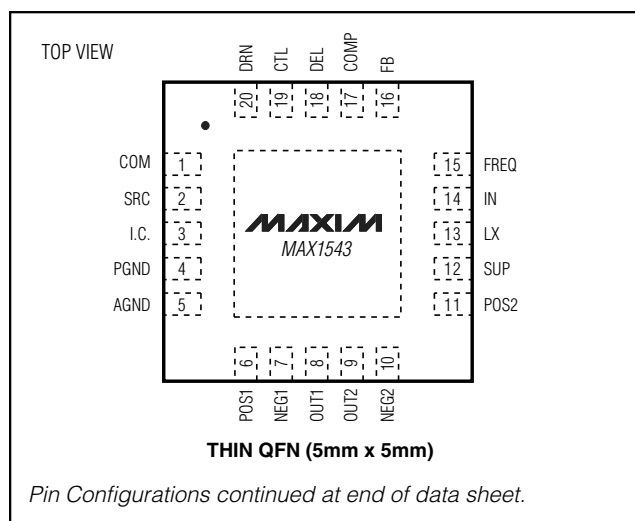 TOP VIEW
DRN
CTL
DEL
COMP
FB
20
19
18
17
16
COM 1
SRC 2
I.C. 3
PGND 4
AGND 5
15 FREQ
14 IN
13 LX
12 SUP
11 POS2
MAXIM
MAX1543
6
7
8
9
10
POS1
NEG1
OUT1
OUT2
NEG2
THIN QFN (5mm x 5mm)
Pin Configurations continued at end of data sheet.